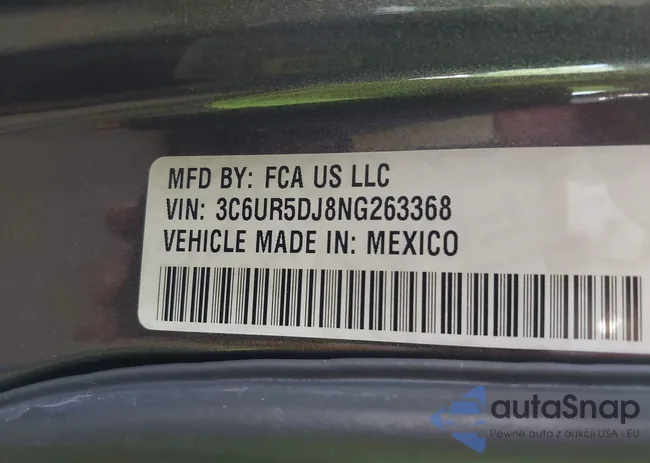 MFD BY: FCA US LLC
VIN: 3C6UR5DJ8NG263368
VEHICLE MADE IN: MEXICO
autaSnap
Pewne auta z aukcji USA i EU